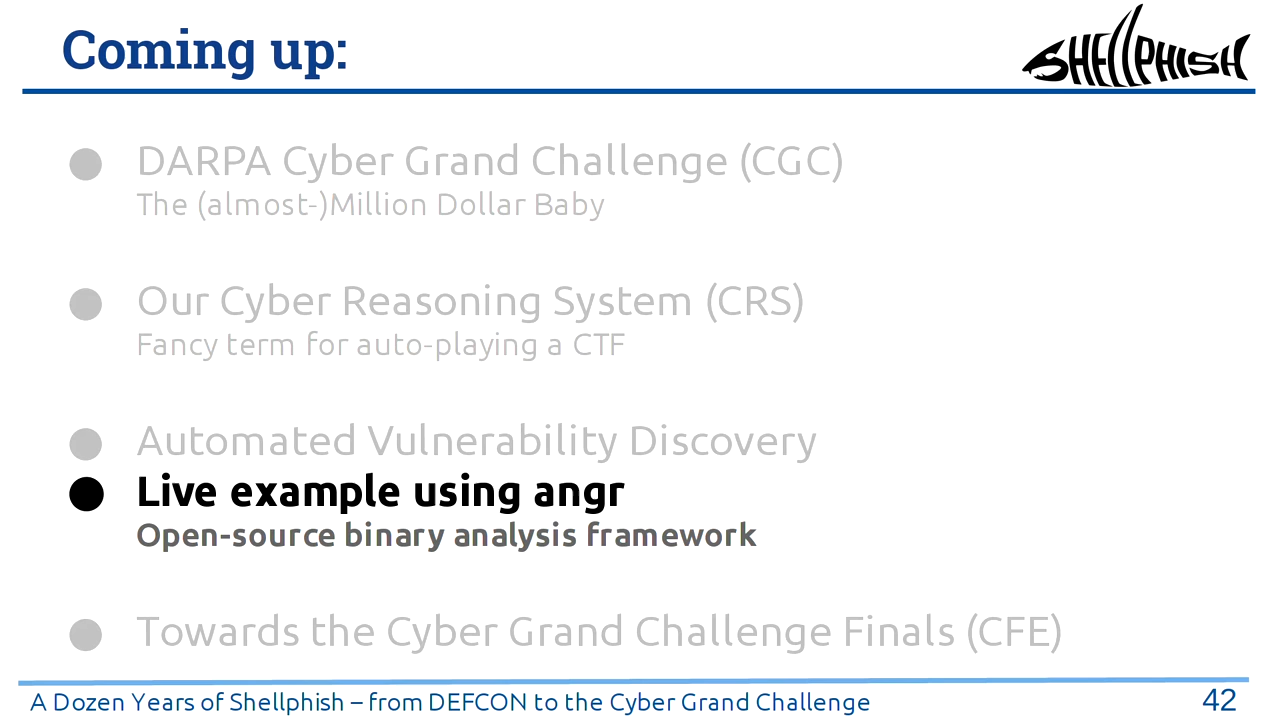 Coming up:
SHELLPHISH
● DARPA Cyber Grand Challenge (CGC)
The (almost-)Million Dollar Baby
● Our Cyber Reasoning System (CRS)
Fancy term for auto-playing a CTF
● Automated Vulnerability Discovery
● Live example using angr
Open-source binary analysis framework
● Towards the Cyber Grand Challenge Finals (CFE)
A Dozen Years of Shellphish – from DEFCON to the Cyber Grand Challenge
42